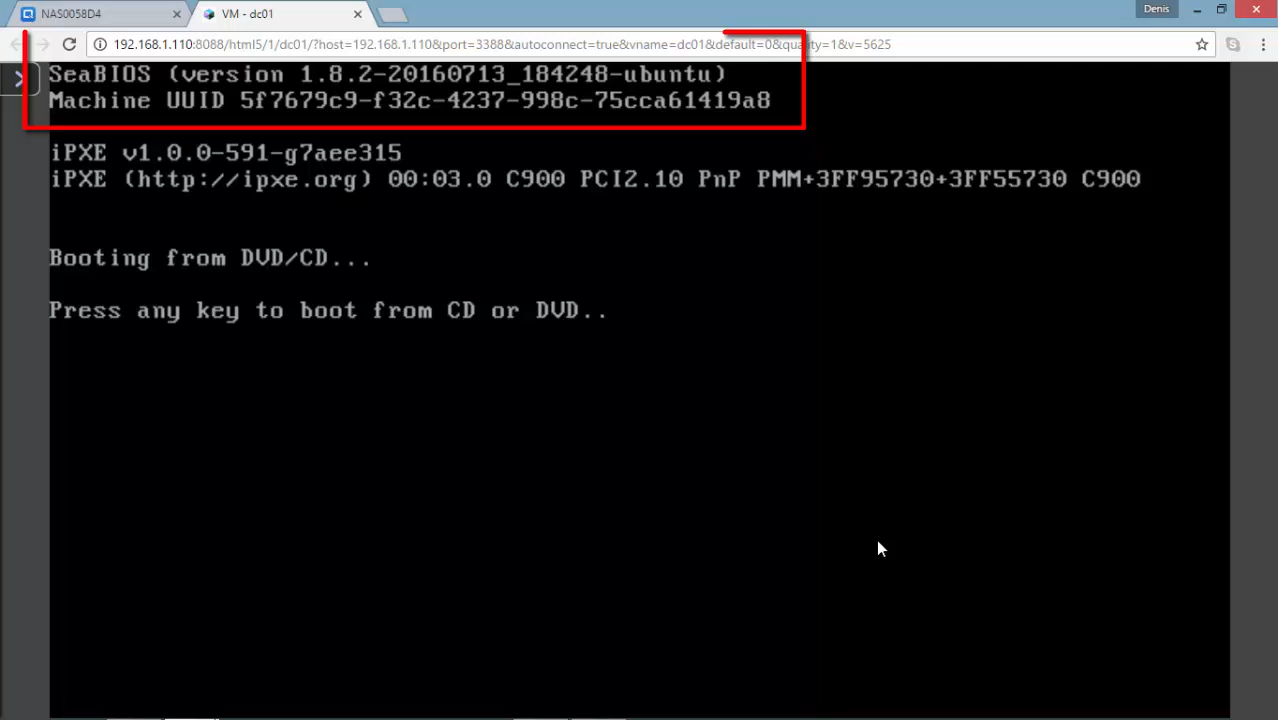 NAS0058D4
VM - dc01
Denis
192.168.1.110:8088/html5/1/dc01/?host=192.168.1.110&port=3388&autoconnect=true&vname=dc01&default=0&quality=1&v=5625
SeaBIOS (version 1.8.2-20160713_184248-ubuntu)
Machine UUID 5f7679c9-f32c-4237-998c-75cca61419a8
iPXE v1.0.0-591-g7aee315
iPXE (http://ipxe.org) 00:03.0 C900 PCI2.10 PnP PMM+3FF95730+3FF55730 C900
Booting from DVD/CD...
Press any key to boot from CD or DVD..